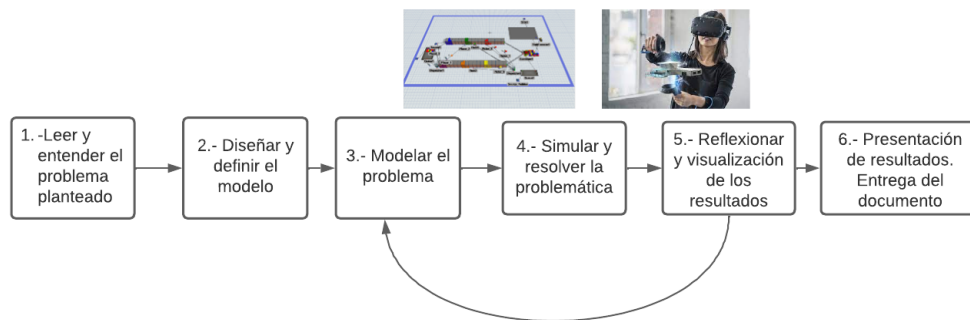 1. -Leer y
entender el
problema
planteado
2.- Diseñar y
definir el
modelo
3.- Modelar el
problema
4.- Simular y
resolver la
problemática
5.- Reflexionar
y visualización
de los
resultados
6.- Presentación
de resultados.
Entrega del
documento